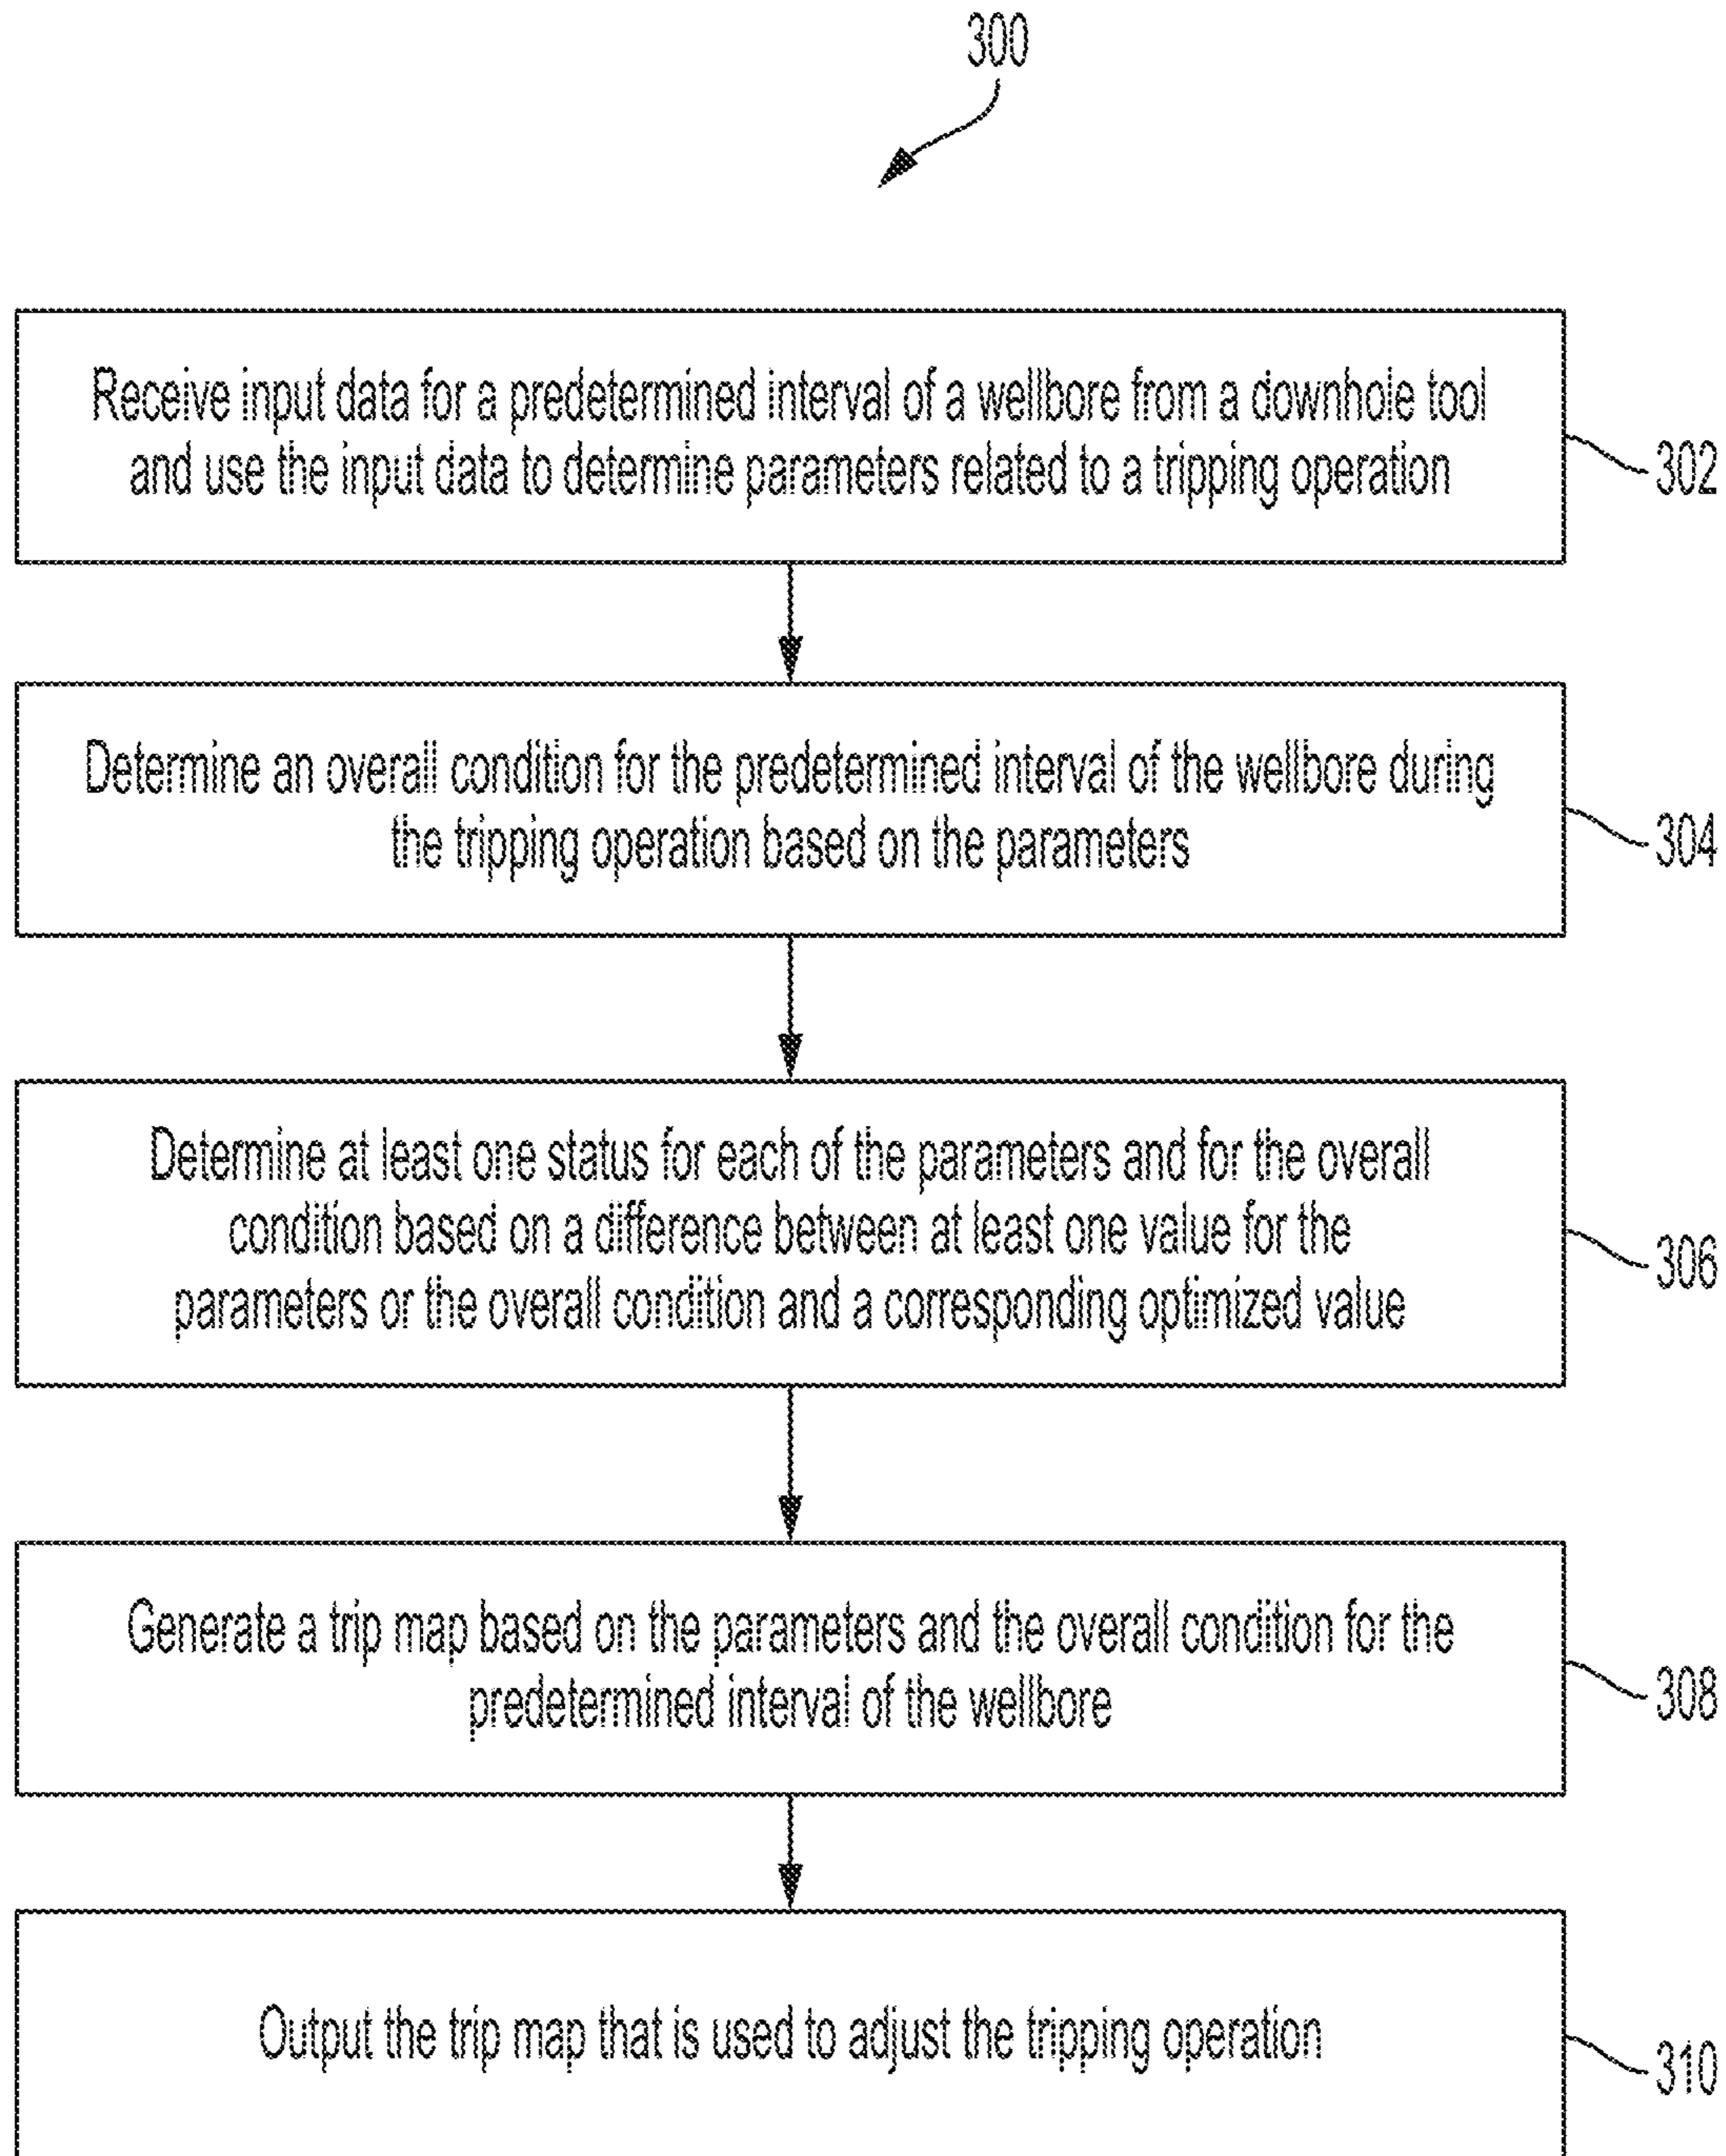 300
Receive input data for a predetermined interval of a wellbore from a downhole tool
and use the input data to determine parameters related to a tripping operation
302
Determine an overall condition for the predetermined interval of the wellbore during
the tripping operation based on the parameters
304
Determine at least one status for each of the parameters and for the overall
condition based on a difference between at least one value for the
parameters or the overall condition and a corresponding optimized value
306
Generate a trip map based on the parameters and the overall condition for the
predetermined interval of the wellbore
308
Output the trip map that is used to adjust the tripping operation
310